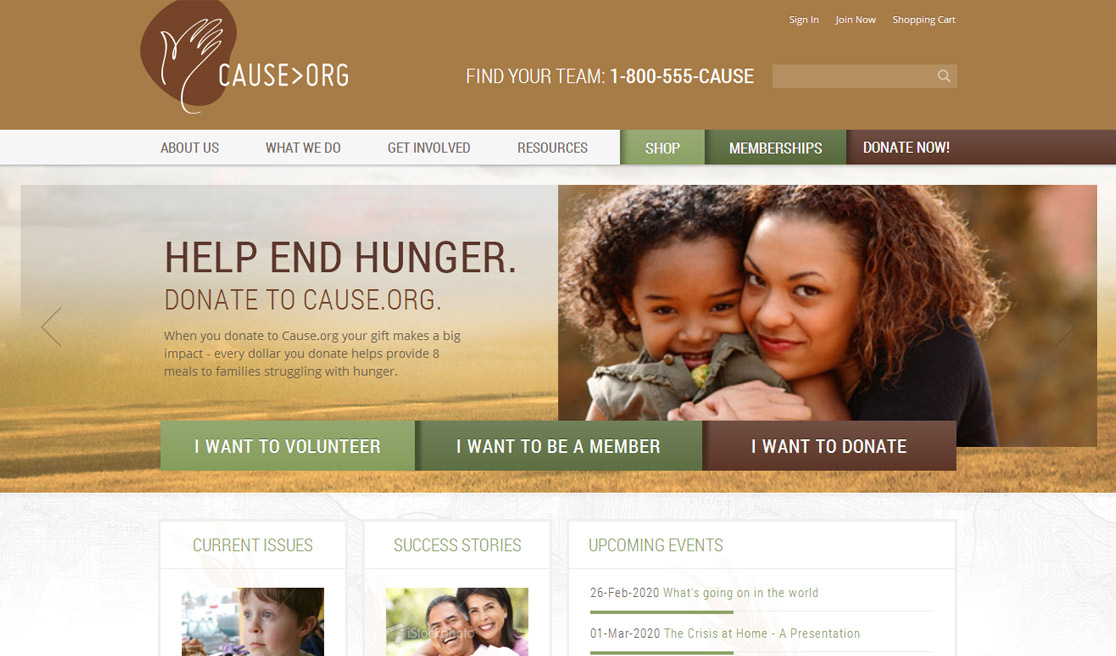 Sign In Join Now Shopping Cart
CAUSE>ORG
FIND YOUR TEAM: 1-800-555-CAUSE
ABOUT US WHAT WE DO GET INVOLVED RESOURCES SHOP MEMBERSHIPS DONATE NOW!
HELP END HUNGER.
DONATE TO CAUSE.ORG.
When you donate to Cause.org your gift makes a big
impact - every dollar you donate helps provide 8
meals to families struggling with hunger.
I WANT TO VOLUNTEER I WANT TO BE A MEMBER I WANT TO DONATE
CURRENT ISSUES
SUCCESS STORIES
iStockphoto
UPCOMING EVENTS
26-Feb-2020 What's going on in the world
01-Mar-2020 The Crisis at Home - A Presentation